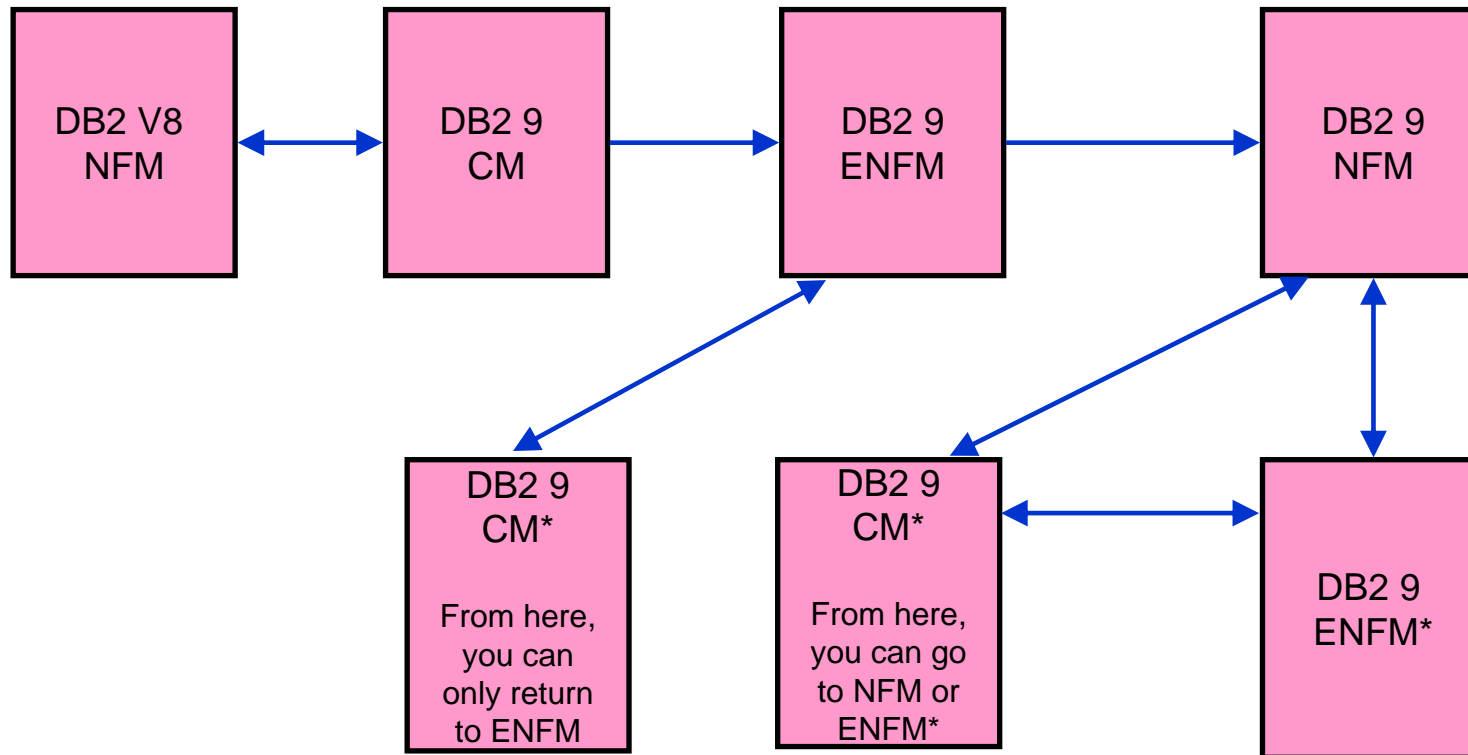 DB2 V8
NFM
DB2 9
CM
DB2 9
ENFM
DB2 9
NFM
DB2 9
CM*
From here,
you can
only return
to ENFM
DB2 9
CM*
From here,
you can go
to NFM or
ENFM*
DB2 9
ENFM*